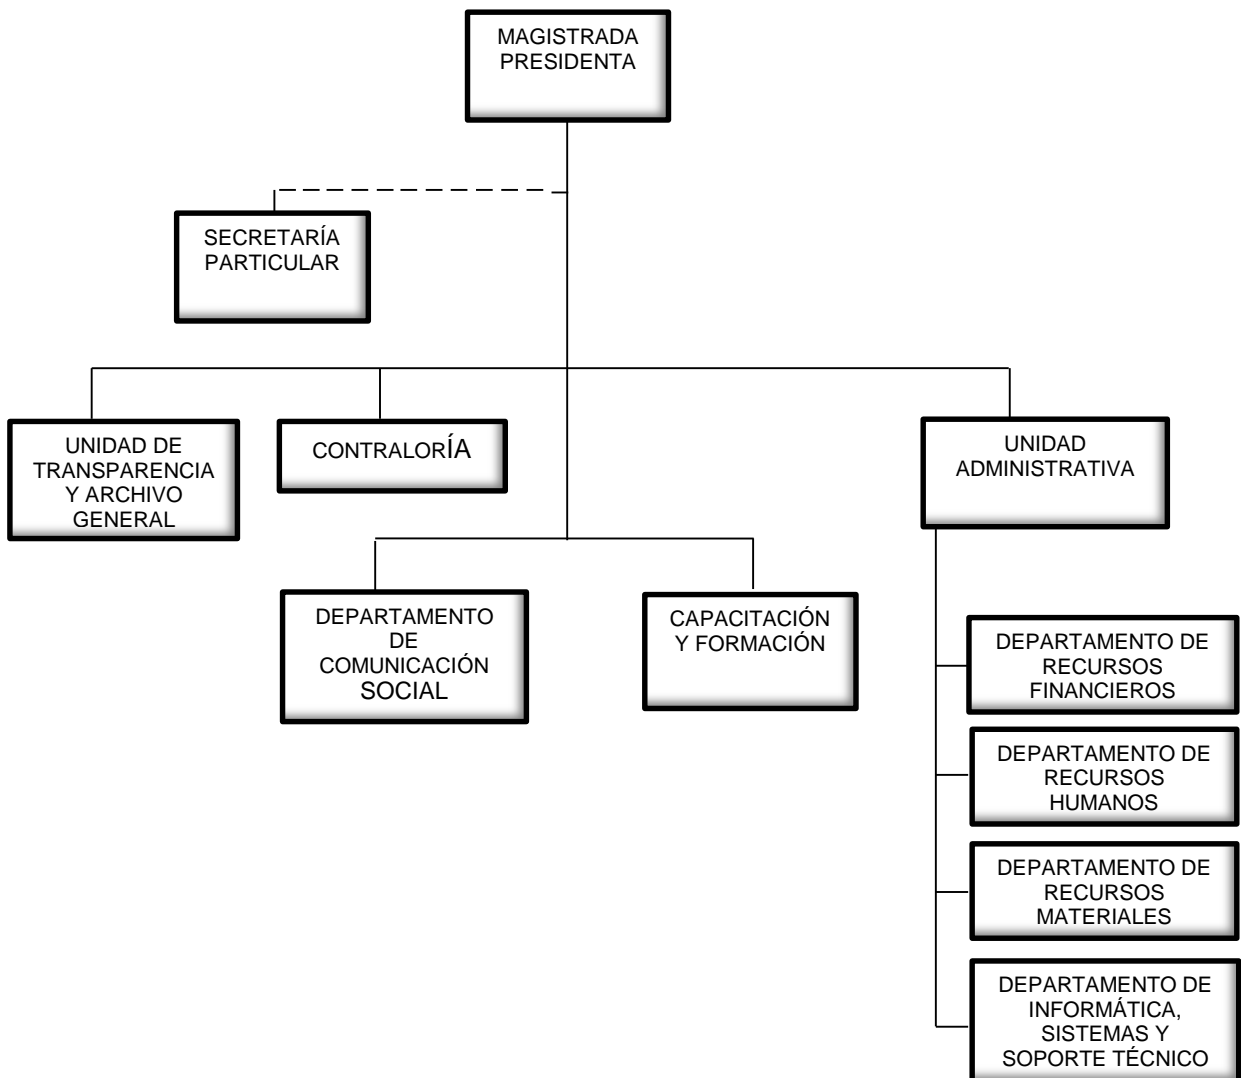 MAGISTRADA
PRESIDENTA
SECRETARÍA
PARTICULAR
UNIDAD DE
TRANSPARENCIA
Y ARCHIVO
GENERAL
CONTRALORÍA
UNIDAD
ADMINISTRATIVA
DEPARTAMENTO
DE
COMUNICACIÓN
SOCIAL
CAPACITACIÓN
Y FORMACIÓN
DEPARTAMENTO DE
RECURSOS
FINANCIEROS
DEPARTAMENTO DE
RECURSOS
HUMANOS
DEPARTAMENTO DE
RECURSOS
MATERIALES
DEPARTAMENTO DE
INFORMÁTICA,
SISTEMAS Y
SOPORTE TÉCNICO